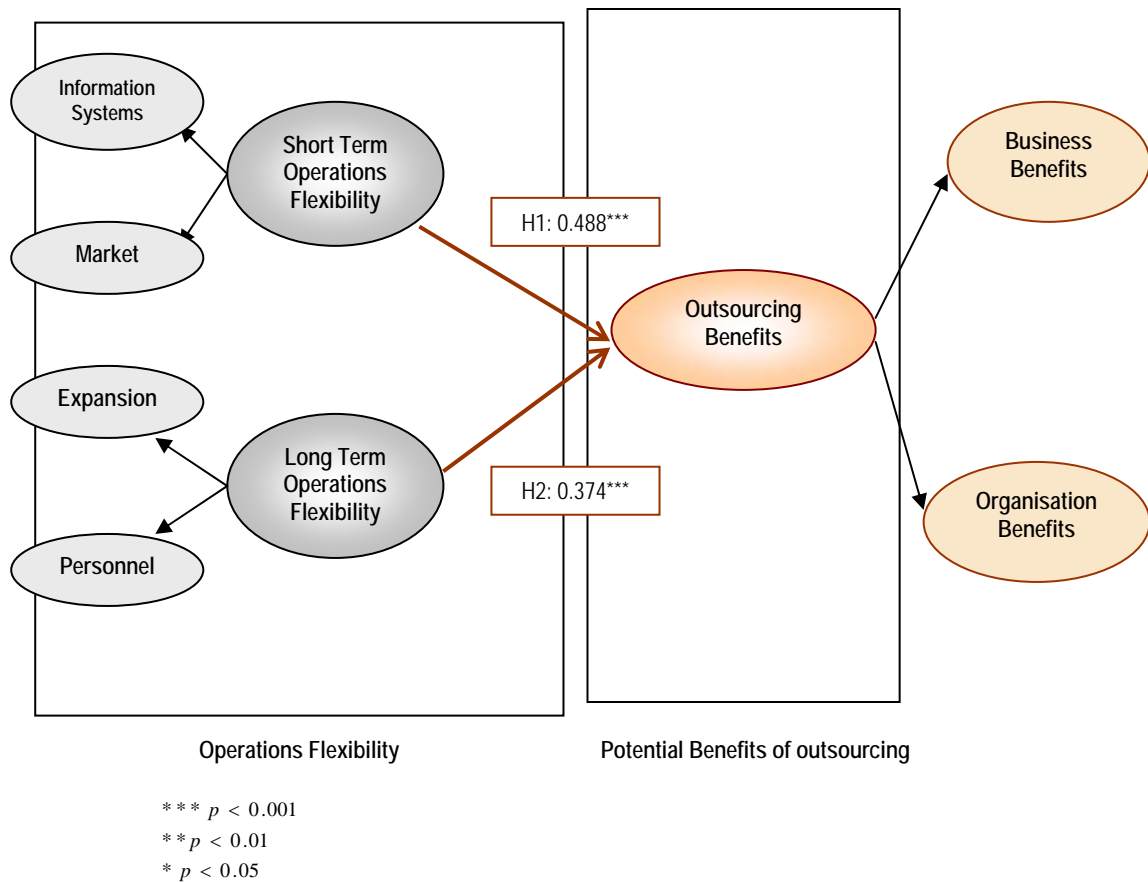 Information
Systems
Short Term
Operations
Flexibility
Market
H1: 0.488***
Business
Benefits
Outsourcing
Benefits
Expansion
Long Term
Operations
Flexibility
Personnel
H2: 0.374***
Organisation
Benefits
Operations Flexibility
Potential Benefits of outsourcing
*** p < 0.001
**p < 0.01
* p < 0.05